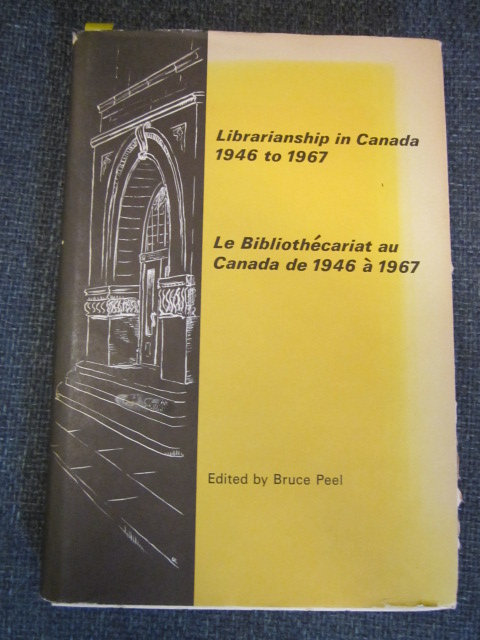 Librarianship in Canada
1946 to 1967
Le Bibliothécariat au
Canada de 1946 à 1967
Edited by Bruce Peel